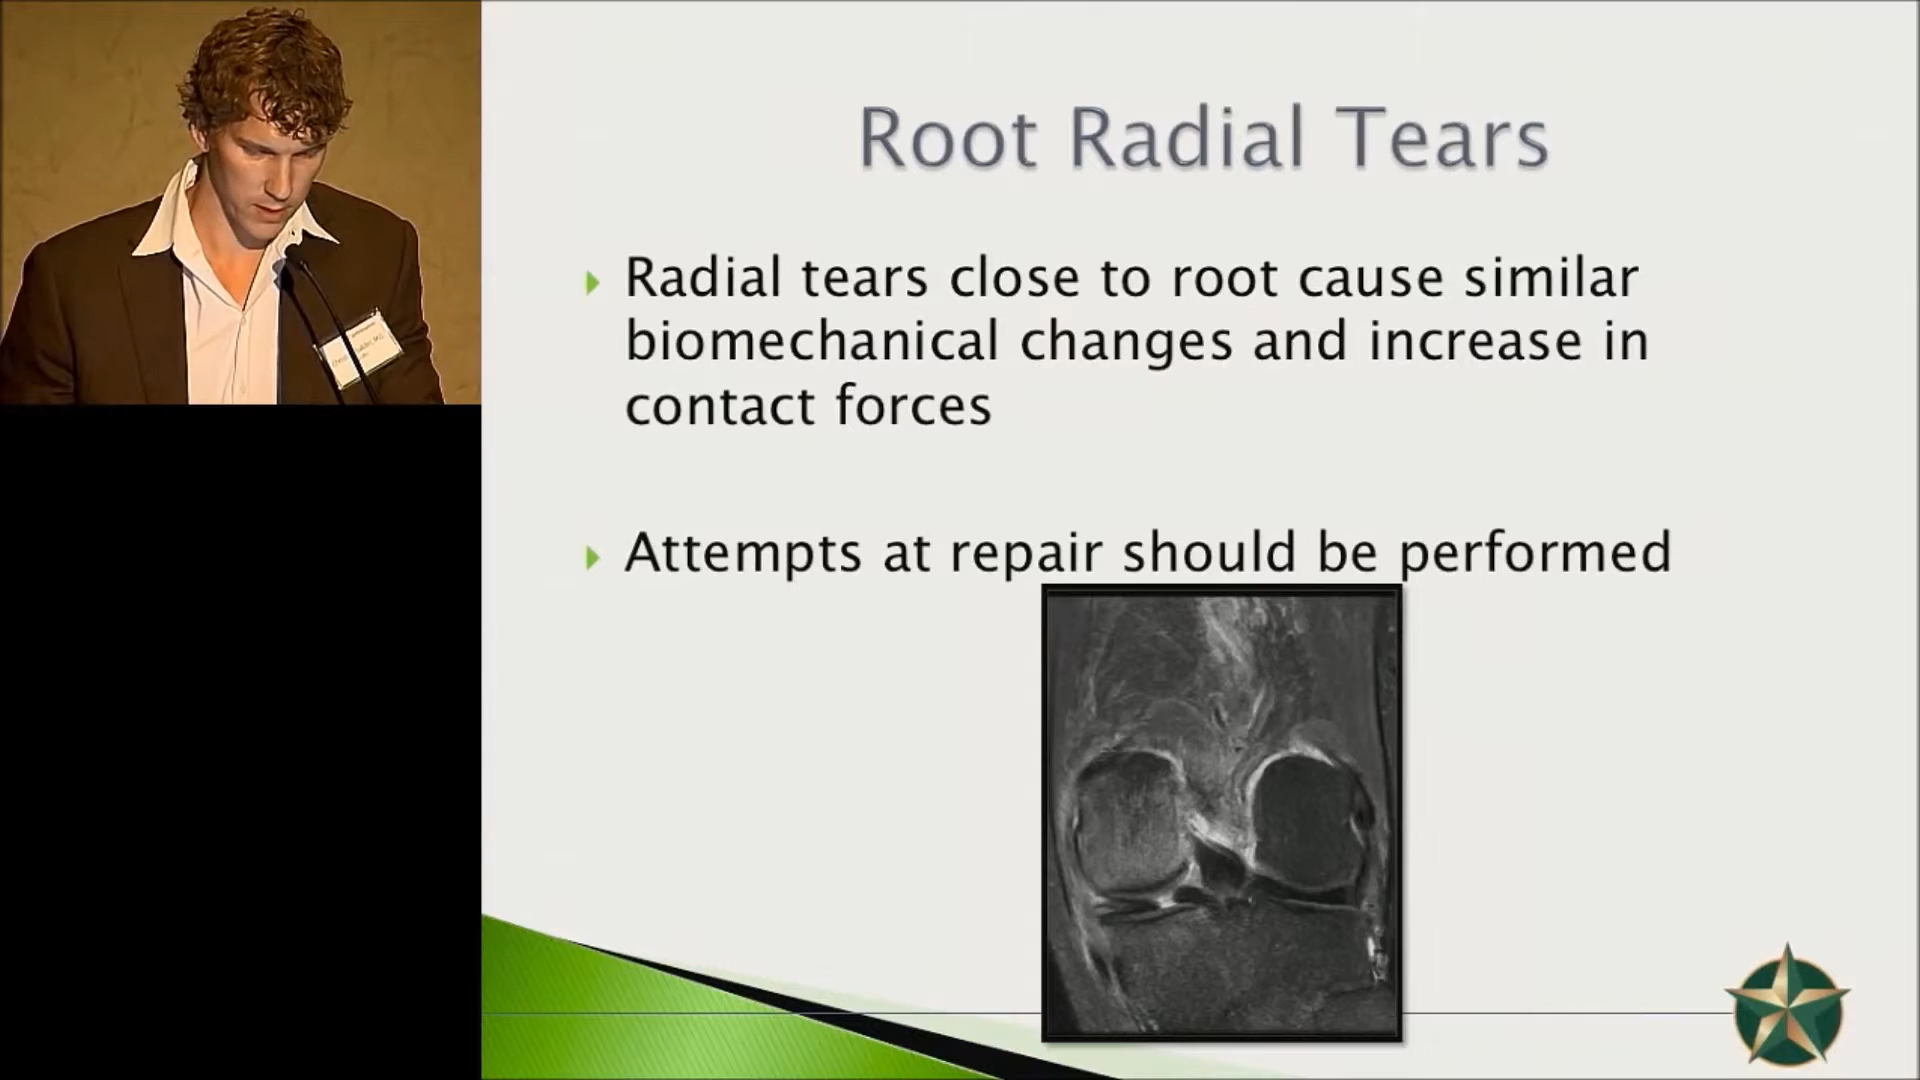 Root Radial Tears
Radial tears close to root cause similar
biomechanical changes and increase in
contact forces
Attempts at repair should be performed